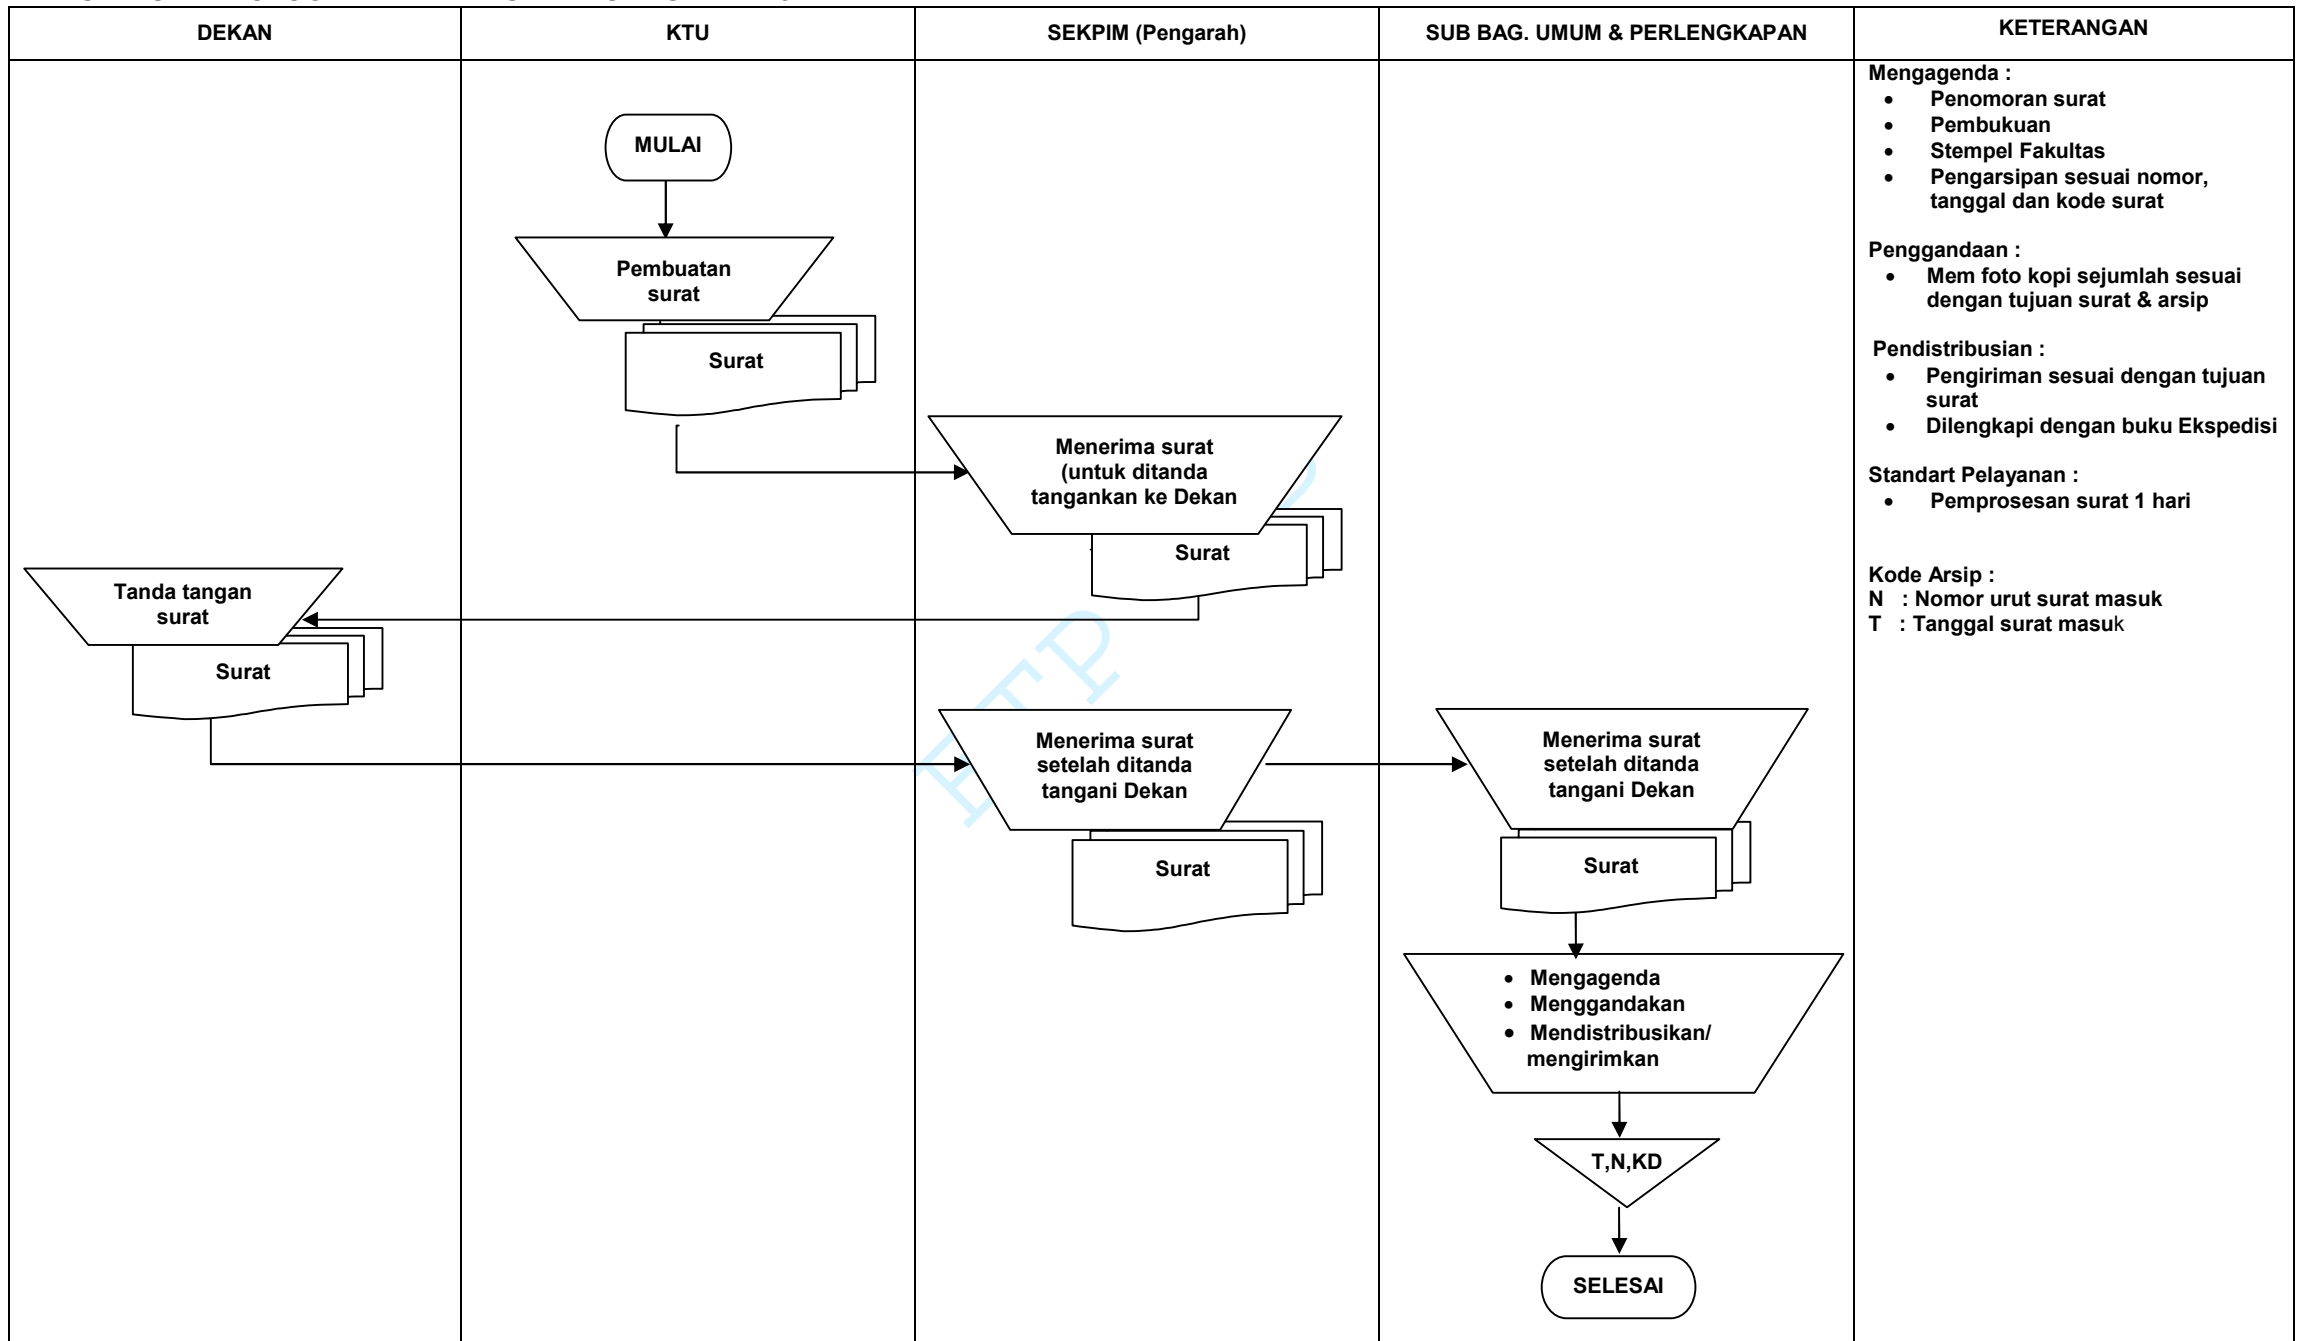 DEKAN
KTU
SEKPIM (Pengarah)
SUB BAG. UMUM & PERLENGKAPAN
KETERANGAN
MULAI
Pembuatan
surat
Surat
Menerima surat
(untuk ditanda
tangankan ke Dekan
Surat
Tanda tangan
surat
Surat
Menerima surat
setelah ditanda
tangani Dekan
Surat
Menerima surat
setelah ditanda
tangani Dekan
Surat
• Mengagenda
• Menggandakan
• Mendistribusikan/
mengirimkan
T,N,KD
SELESAI
Mengagenda :
• Penomoran surat
• Pembukuan
• Stempel Fakultas
• Pengarsipan sesuai nomor,
tanggal dan kode surat
Penggandaan :
• Mem foto kopi sejumlah sesuai
dengan tujuan surat & arsip
Pendistribusian :
• Pengiriman sesuai dengan tujuan
surat
• Dilengkapi dengan buku Ekspedisi
Standart Pelayanan :
• Pemprosesan surat 1 hari
Kode Arsip :
N : Nomor urut surat masuk
T : Tanggal surat masuk